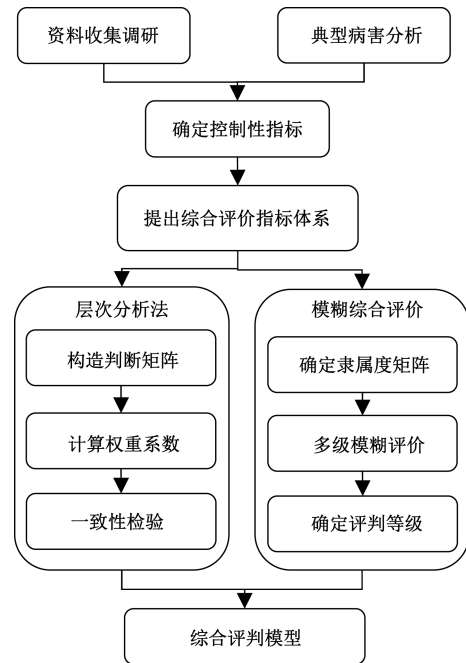 资料收集调研
典型病害分析
确定控制性指标
提出综合评价指标体系
层次分析法
构造判断矩阵
计算权重系数
一致性检验
模糊综合评价
确定隶属度矩阵
多级模糊评价
确定评判等级
综合评判模型